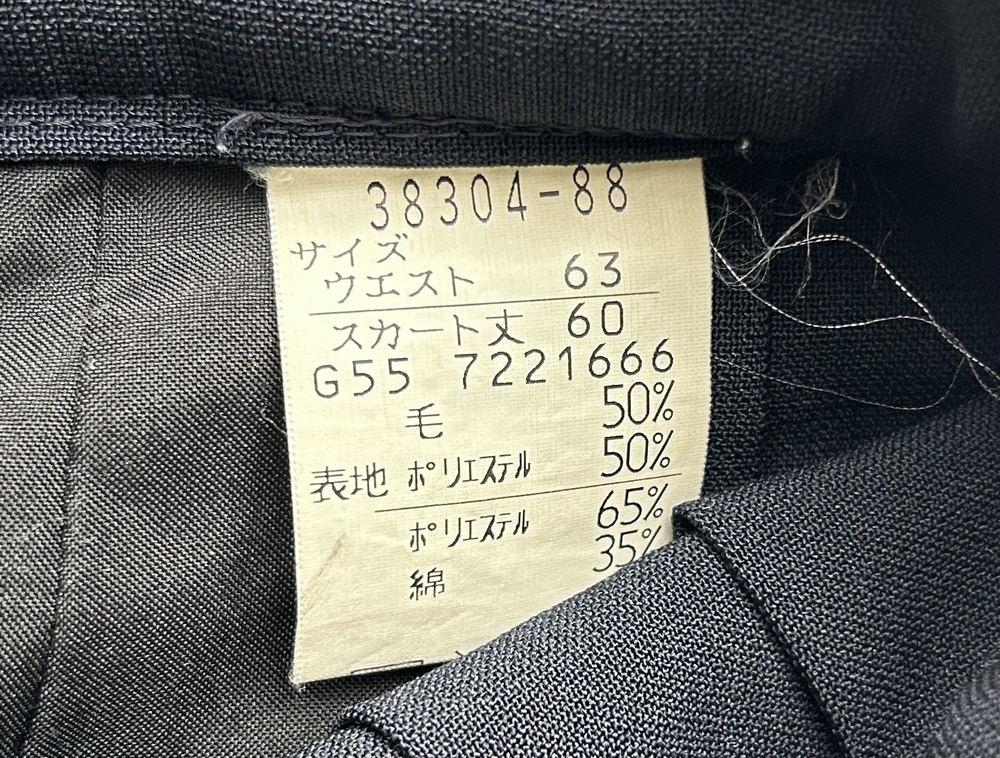 38304-88
サイズ
ウエスト 63
スカート丈 60
G55 7221666
毛 50%
表地 ポリエステル 50%
ポリエステル 65%
綿 35%